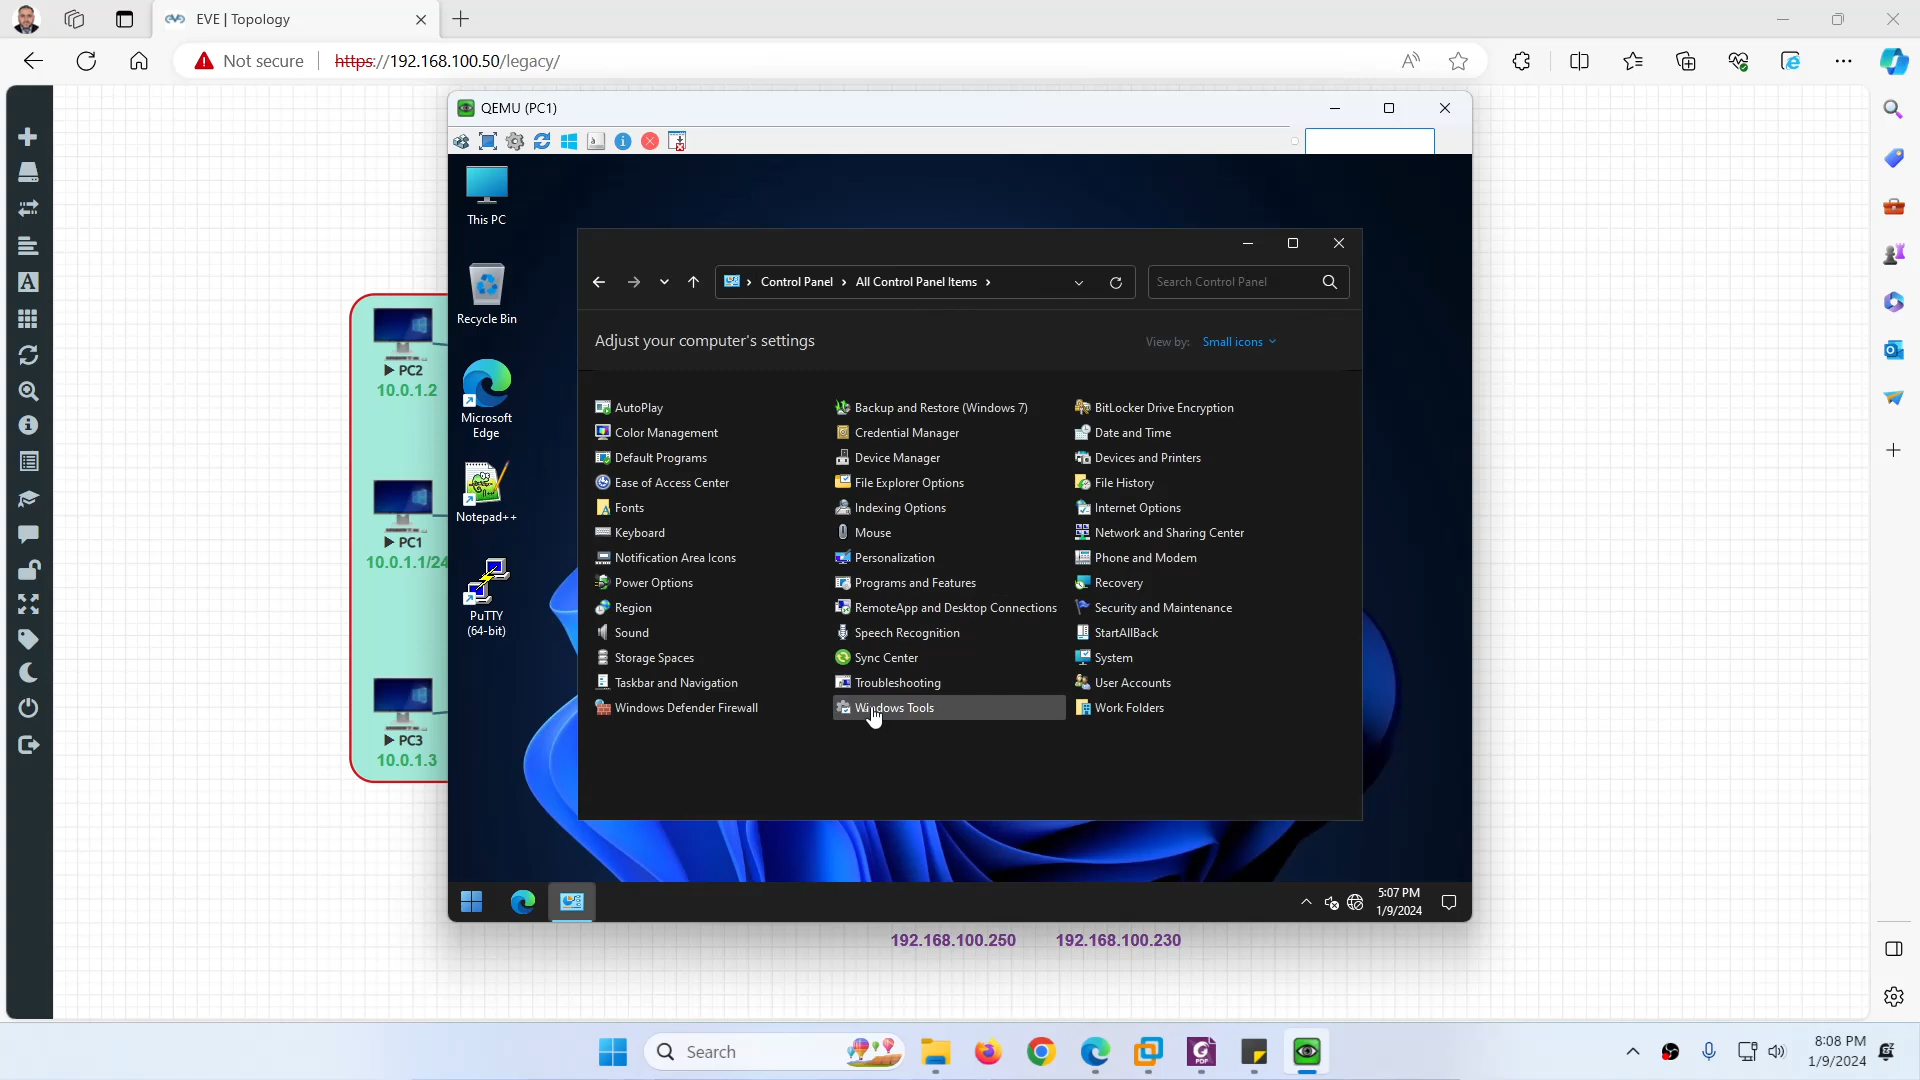 EVE | Topology
Not secure
https://192.168.100.50/legacy/
QEMU (PC1)
This PC
Recycle Bin
Microsoft
Edge
Notepad++
PuTTY
(64-bit)
PC2
10.0.1.2
PC1
10.0.1.1/24
PC3
10.0.1.3
Control Panel
All Control Panel Items
Search Control Panel
Adjust your computer's settings
View by: Small icons
AutoPlay
Backup and Restore (Windows 7)
BitLocker Drive Encryption
Color Management
Credential Manager
Date and Time
Default Programs
Device Manager
Devices and Printers
Ease of Access Center
File Explorer Options
File History
Fonts
Indexing Options
Internet Options
Keyboard
Mouse
Network and Sharing Center
Notification Area Icons
Personalization
Phone and Modem
Power Options
Programs and Features
Recovery
Region
RemoteApp and Desktop Connections
Security and Maintenance
Sound
Speech Recognition
StartAllBack
Storage Spaces
Sync Center
System
Taskbar and Navigation
Troubleshooting
User Accounts
Windows Defender Firewall
Windows Tools
Work Folders
5:07 PM
1/9/2024
192.168.100.250
192.168.100.230
Search
8:08 PM
1/9/2024